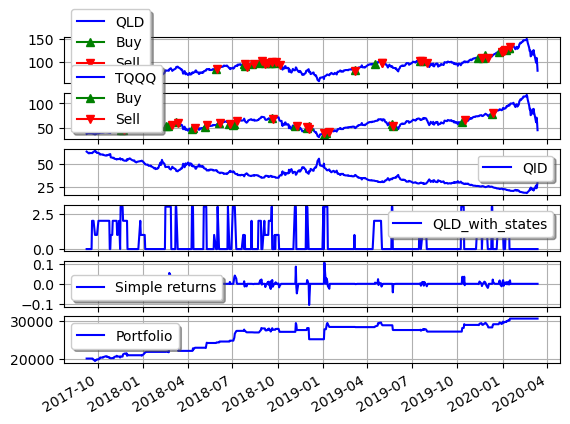 QLD
Buy
Sell
150
100
TQQQ
Buy
Sell
100
50
QID
50
25
QLD_with_states
2.5
0.0
Simple returns
0.1
0.0
−0.1
Portfolio
30000
20000
2017-10
2018-01
2018-04
2018-07
2018-10
2019-01
2019-04
2019-07
2019-10
2020-01
2020-04